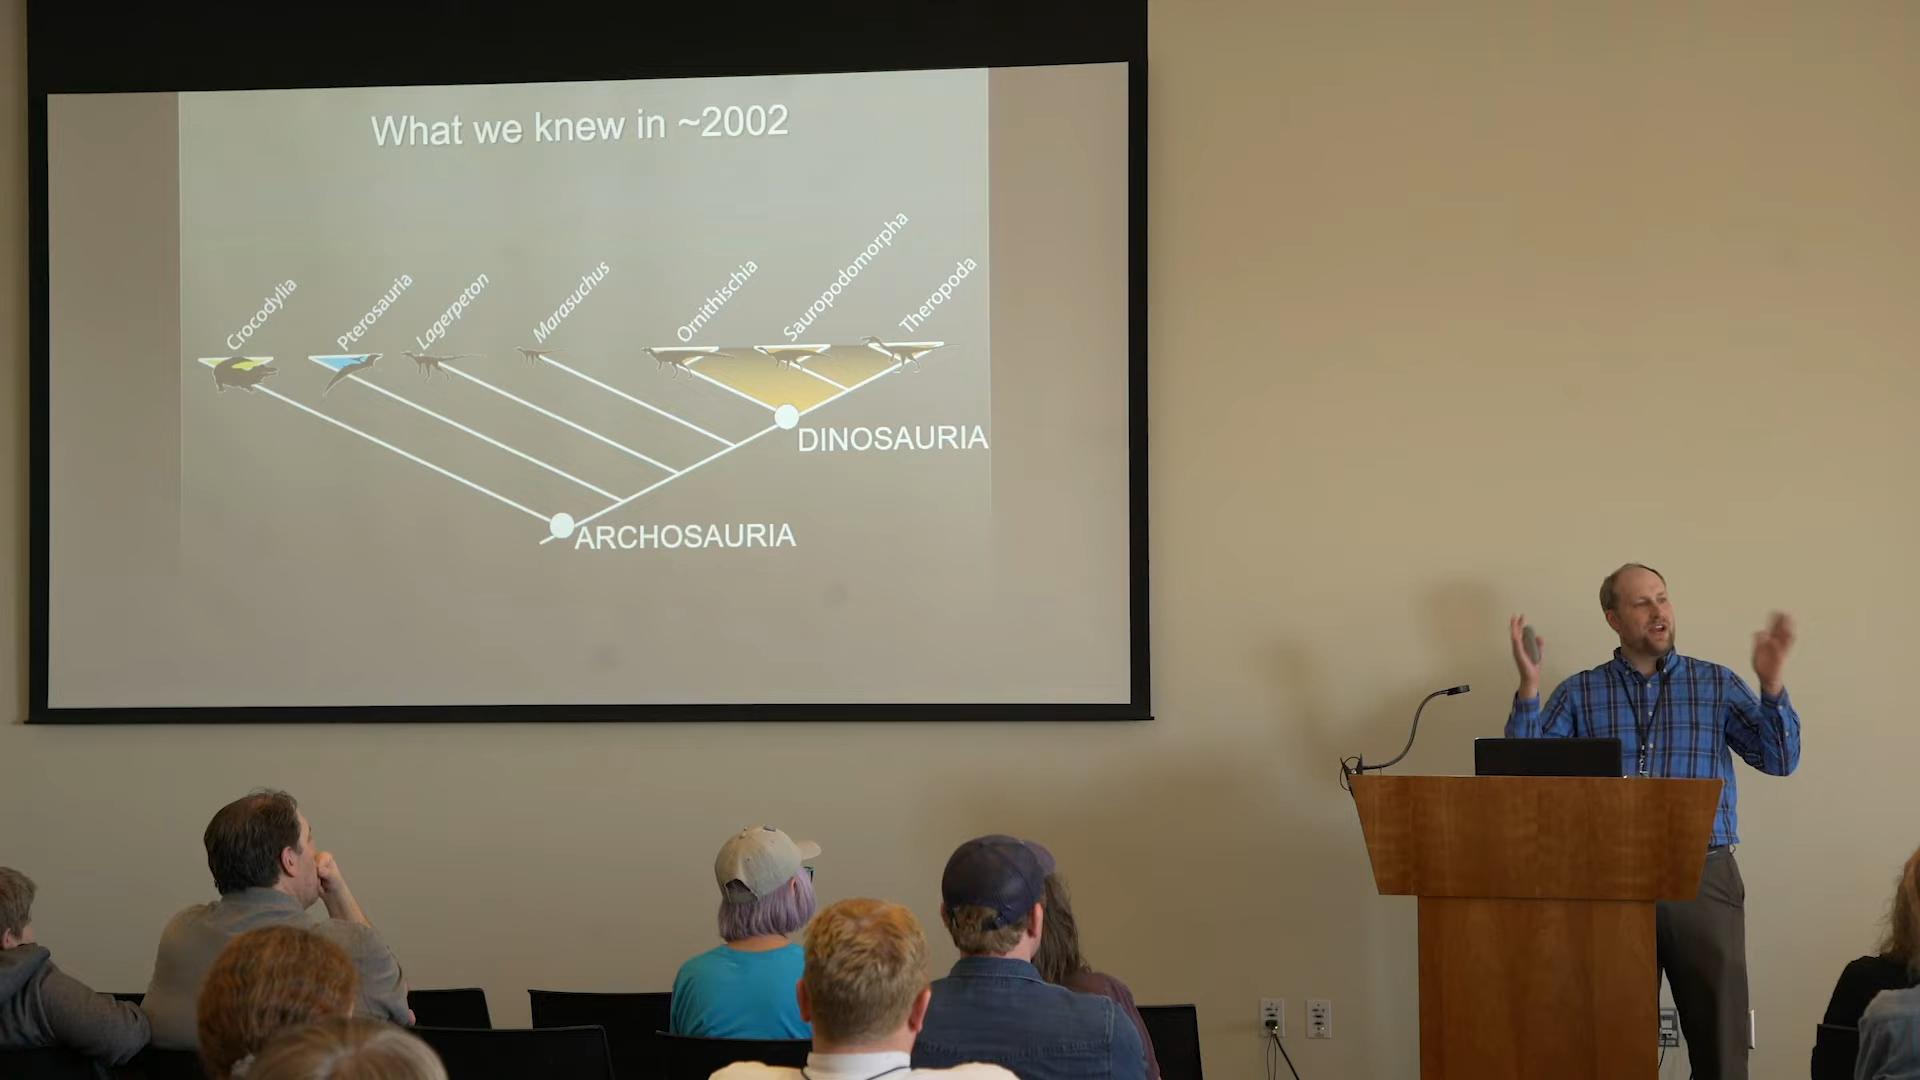 What we knew in ~2002
Crocodylia
Pterosauria
Lagerpeton
Marasuchus
Ornithischia
Sauropodomorpha
Theropoda
DINOSAURIA
ARCHOSAURIA